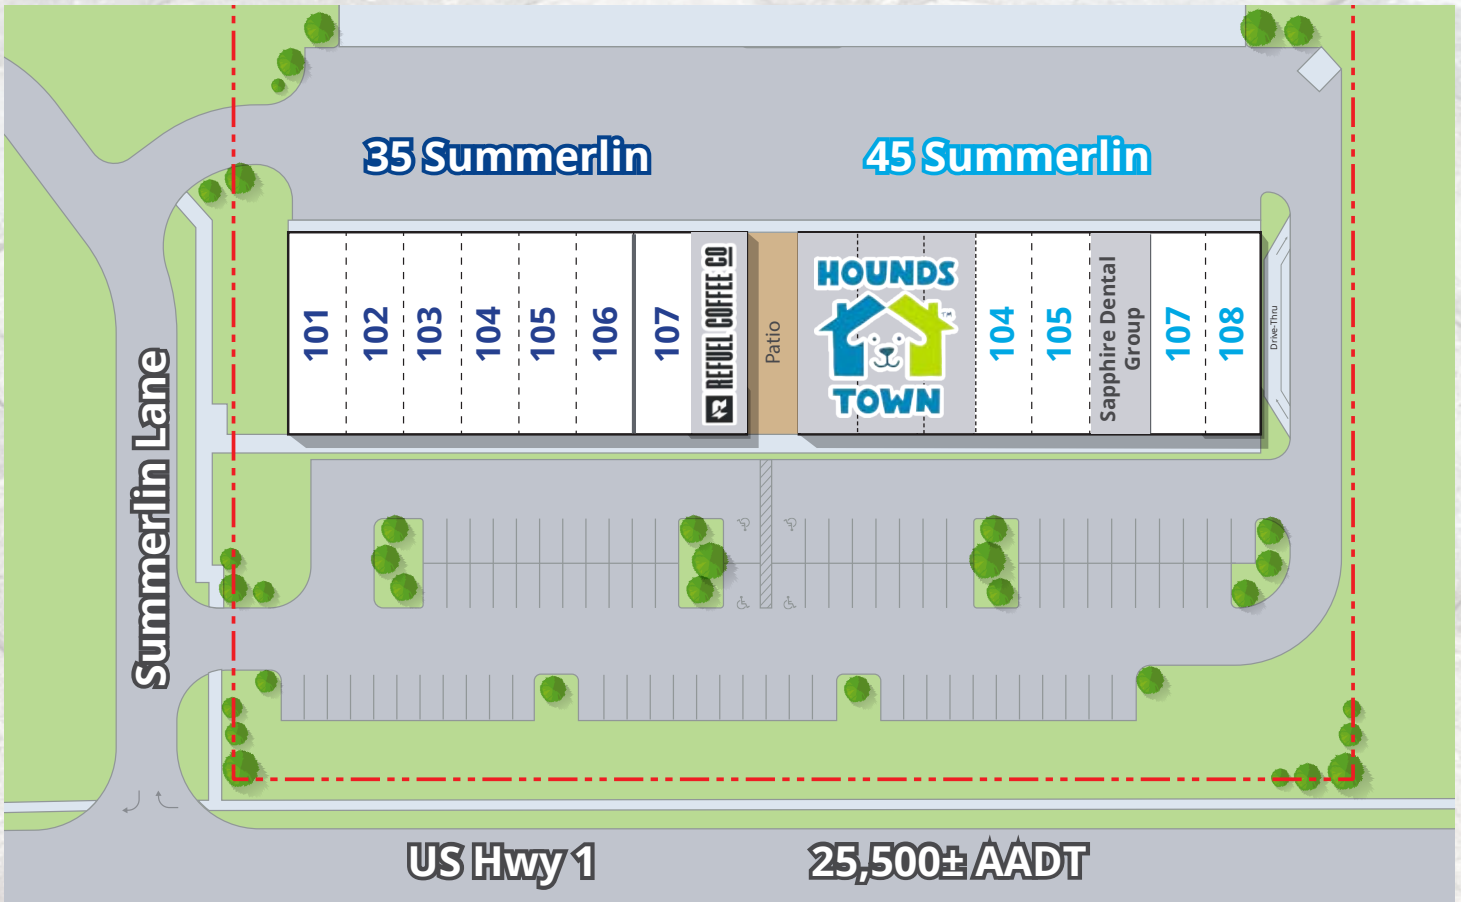 35 Summerlin
45 Summerlin
101
102
103
104
105
106
107
REFUEL COFFEE CO
Patio
HOUNDS
TOWN
™
104
105
Sapphire Dental
Group
107
108
Drive-Thru
Summerlin Lane
US Hwy 1
25,500± AADT